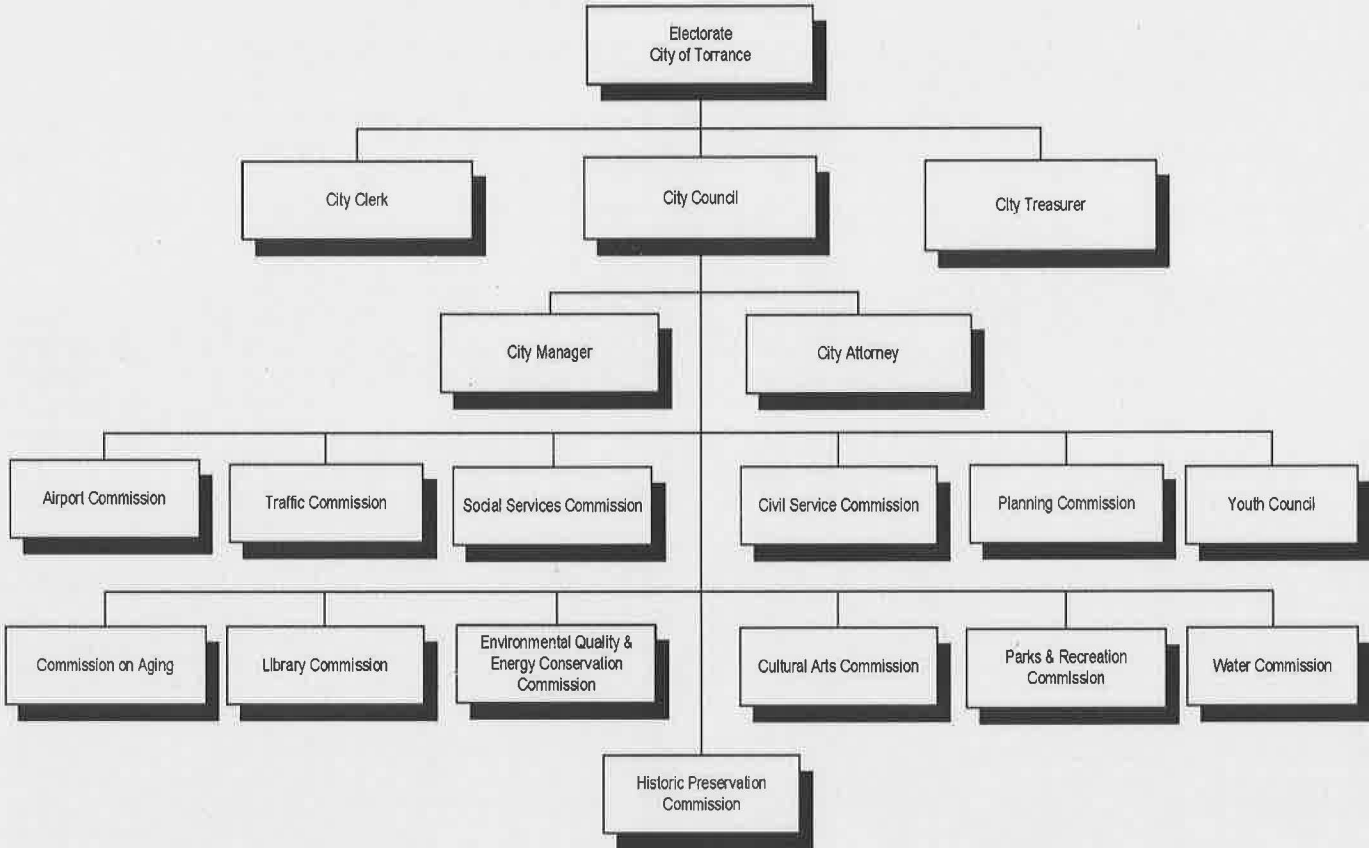 Electorate
City of Torrance
City Clerk
City Council
City Treasurer
City Manager
City Attorney
Airport Commission
Traffic Commission
Social Services Commission
Civil Service Commission
Planning Commission
Youth Council
Commission on Aging
Library Commission
Environmental Quality &
Energy Conservation
Commission
Cultural Arts Commission
Parks & Recreation
Commission
Water Commission
Historic Preservation
Commission